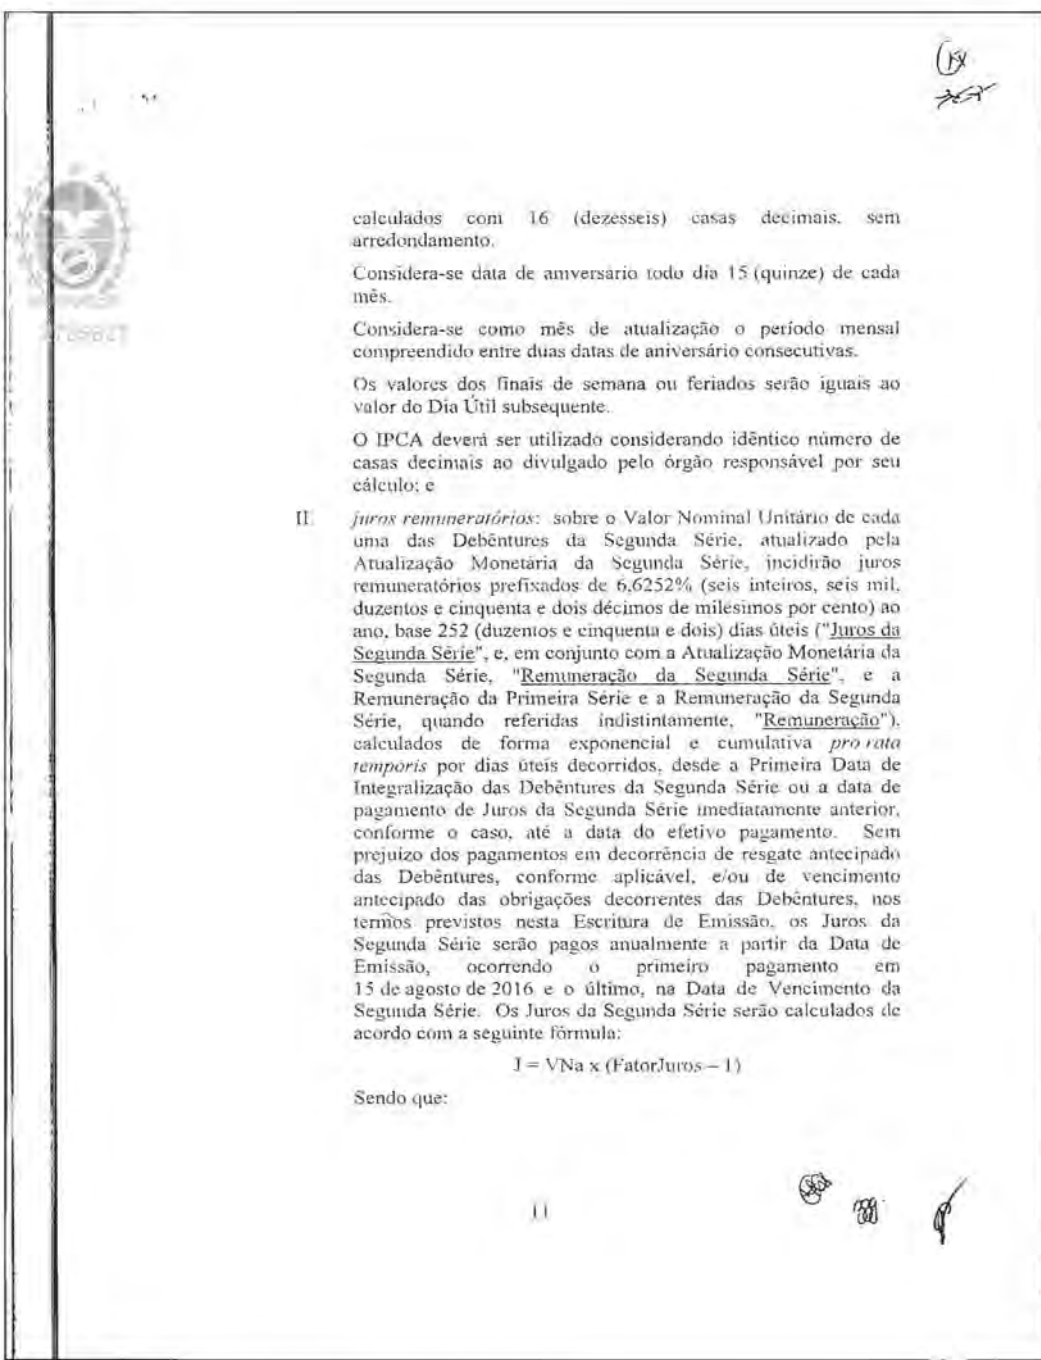 calculados com 16 (dezesseis) casas decimais, sem
arredondamento.
Considera-se data de aniversário todo dia 15 (quinze) de cada
mês.
Considera-se como mês de atualização o período mensal
compreendido entre duas datas de aniversário consecutivas.
Os valores dos finais de semana ou feriados serão iguais ao
valor do Dia Útil subsequente.
O IPCA deverá ser utilizado considerando idêntico número de
casas decimais ao divulgado pelo órgão responsável por seu
cálculo; e
II. juros remuneratórios: sobre o Valor Nominal Unitário de cada
uma das Debêntures da Segunda Série, atualizado pela
Atualização Monetária da Segunda Série, incidirão juros
remuneratórios prefixados de 6,6252% (seis inteiros, seis mil,
duzentos e cinquenta e dois décimos de milésimos por cento) ao
ano, base 252 (duzentos e cinquenta e dois) dias úteis ("Juros da
Segunda Série", e, em conjunto com a Atualização Monetária da
Segunda Série, "Remuneração da Segunda Série", e a
Remuneração da Primeira Série e a Remuneração da Segunda
Série, quando referidas indistintamente, "Remuneração"),
calculados de forma exponencial e cumulativa pro rata
temporis por dias úteis decorridos, desde a Primeira Data de
Integralização das Debêntures da Segunda Série ou a data de
pagamento de Juros da Segunda Série imediatamente anterior,
conforme o caso, até a data do efetivo pagamento. Sem
prejuízo dos pagamentos em decorrência de resgate antecipado
das Debêntures, conforme aplicável, e/ou de vencimento
antecipado das obrigações decorrentes das Debêntures, nos
termos previstos nesta Escritura de Emissão, os Juros da
Segunda Série serão pagos anualmente a partir da Data de
Emissão, ocorrendo o primeiro pagamento em
15 de agosto de 2016 e o último, na Data de Vencimento da
Segunda Série. Os Juros da Segunda Série serão calculados de
acordo com a seguinte fórmula:
J = VNa x (FatorJuros – 1)
Sendo que:
11